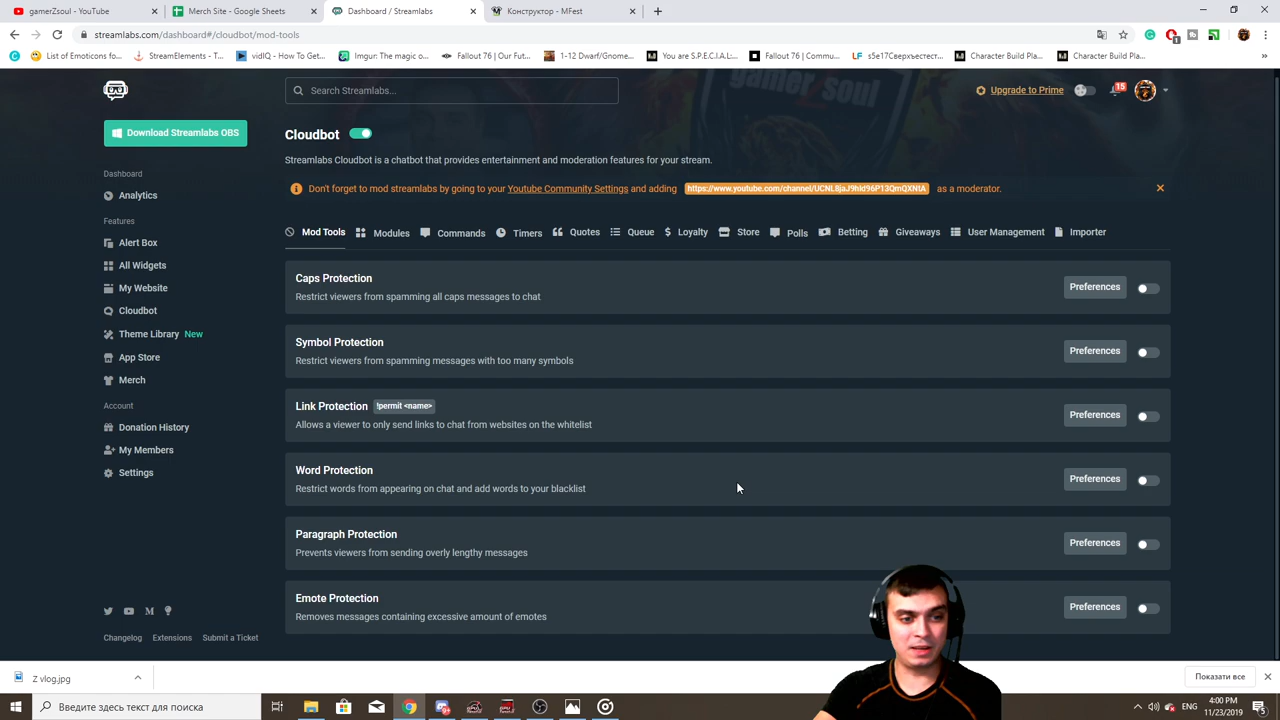 gamerZsoul - YouTube
Merch Site - Google Sheets
Dashboard / Streamlabs
Конструктор - MFest
streamlabs.com/dashboard#/cloudbot/mod-tools
List of Emoticons fo...
StreamElements - T...
vidIQ - How To Get...
Imgur: The magic o...
Fallout 76 | Our Fut...
1-12 Dwarf/Gnome...
You are S.P.E.C.I.A.L:...
Fallout 76 | Commu...
s5e17Сверхъестест...
Character Build Pla...
Character Build Pla...
Search Streamlabs...
Upgrade to Prime
15
Download Streamlabs OBS
Dashboard
Analytics
Features
Alert Box
All Widgets
My Website
Cloudbot
Theme Library New
App Store
Merch
Account
Donation History
My Members
Settings
Changelog Extensions Submit a Ticket
Cloudbot
Streamlabs Cloudbot is a chatbot that provides entertainment and moderation features for your stream.
Don't forget to mod streamlabs by going to your Youtube Community Settings and adding https://www.youtube.com/channel/UCNL8jaJ9hId96P13QmQXNtA as a moderator.
Mod Tools Modules Commands Timers Quotes Queue Loyalty Store Polls Betting Giveaways User Management Importer
Caps Protection
Restrict viewers from spamming all caps messages to chat
Preferences
Symbol Protection
Restrict viewers from spamming messages with too many symbols
Preferences
Link Protection !permit <name>
Allows a viewer to only send links to chat from websites on the whitelist
Preferences
Word Protection
Restrict words from appearing on chat and add words to your blacklist
Preferences
Paragraph Protection
Prevents viewers from sending overly lengthy messages
Preferences
Emote Protection
Removes messages containing excessive amount of emotes
Preferences
Z vlog.jpg
Показати все
Введите здесь текст для поиска
ENG
4:00 PM
11/23/2019